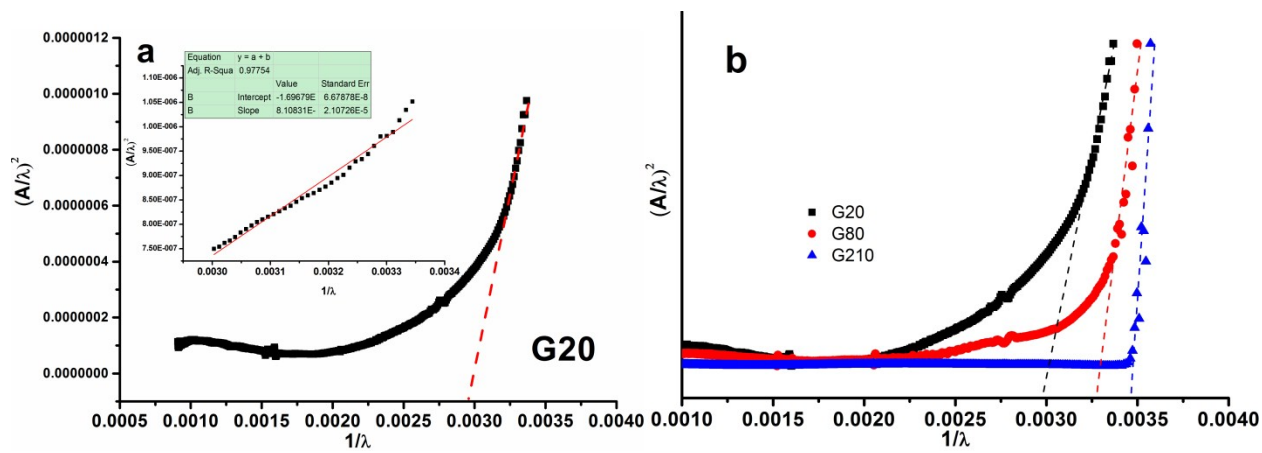 a
0.0000012
0.0000010
0.0000008
0.0000006
0.0000004
0.0000002
0.0000000
(A/λ)²
0.0005 0.0010 0.0015 0.0020 0.0025 0.0030 0.0035 0.0040
1/λ
G20
Equation y = a + b
Adj. R-Squa 0.97754
Value Standard Err
B Intercept -1.69679E 6.67878E-8
B Slope 8.10831E- 2.10726E-5
1.10E-006
1.05E-006
1.00E-006
9.50E-007
9.00E-007
8.50E-007
8.00E-007
7.50E-007
(A/λ)²
0.0030 0.0031 0.0032 0.0033 0.0034
1/λ
b
(A/λ)²
G20
G80
G210
0.0010 0.0015 0.0020 0.0025 0.0030 0.0035 0.0040
1/λ